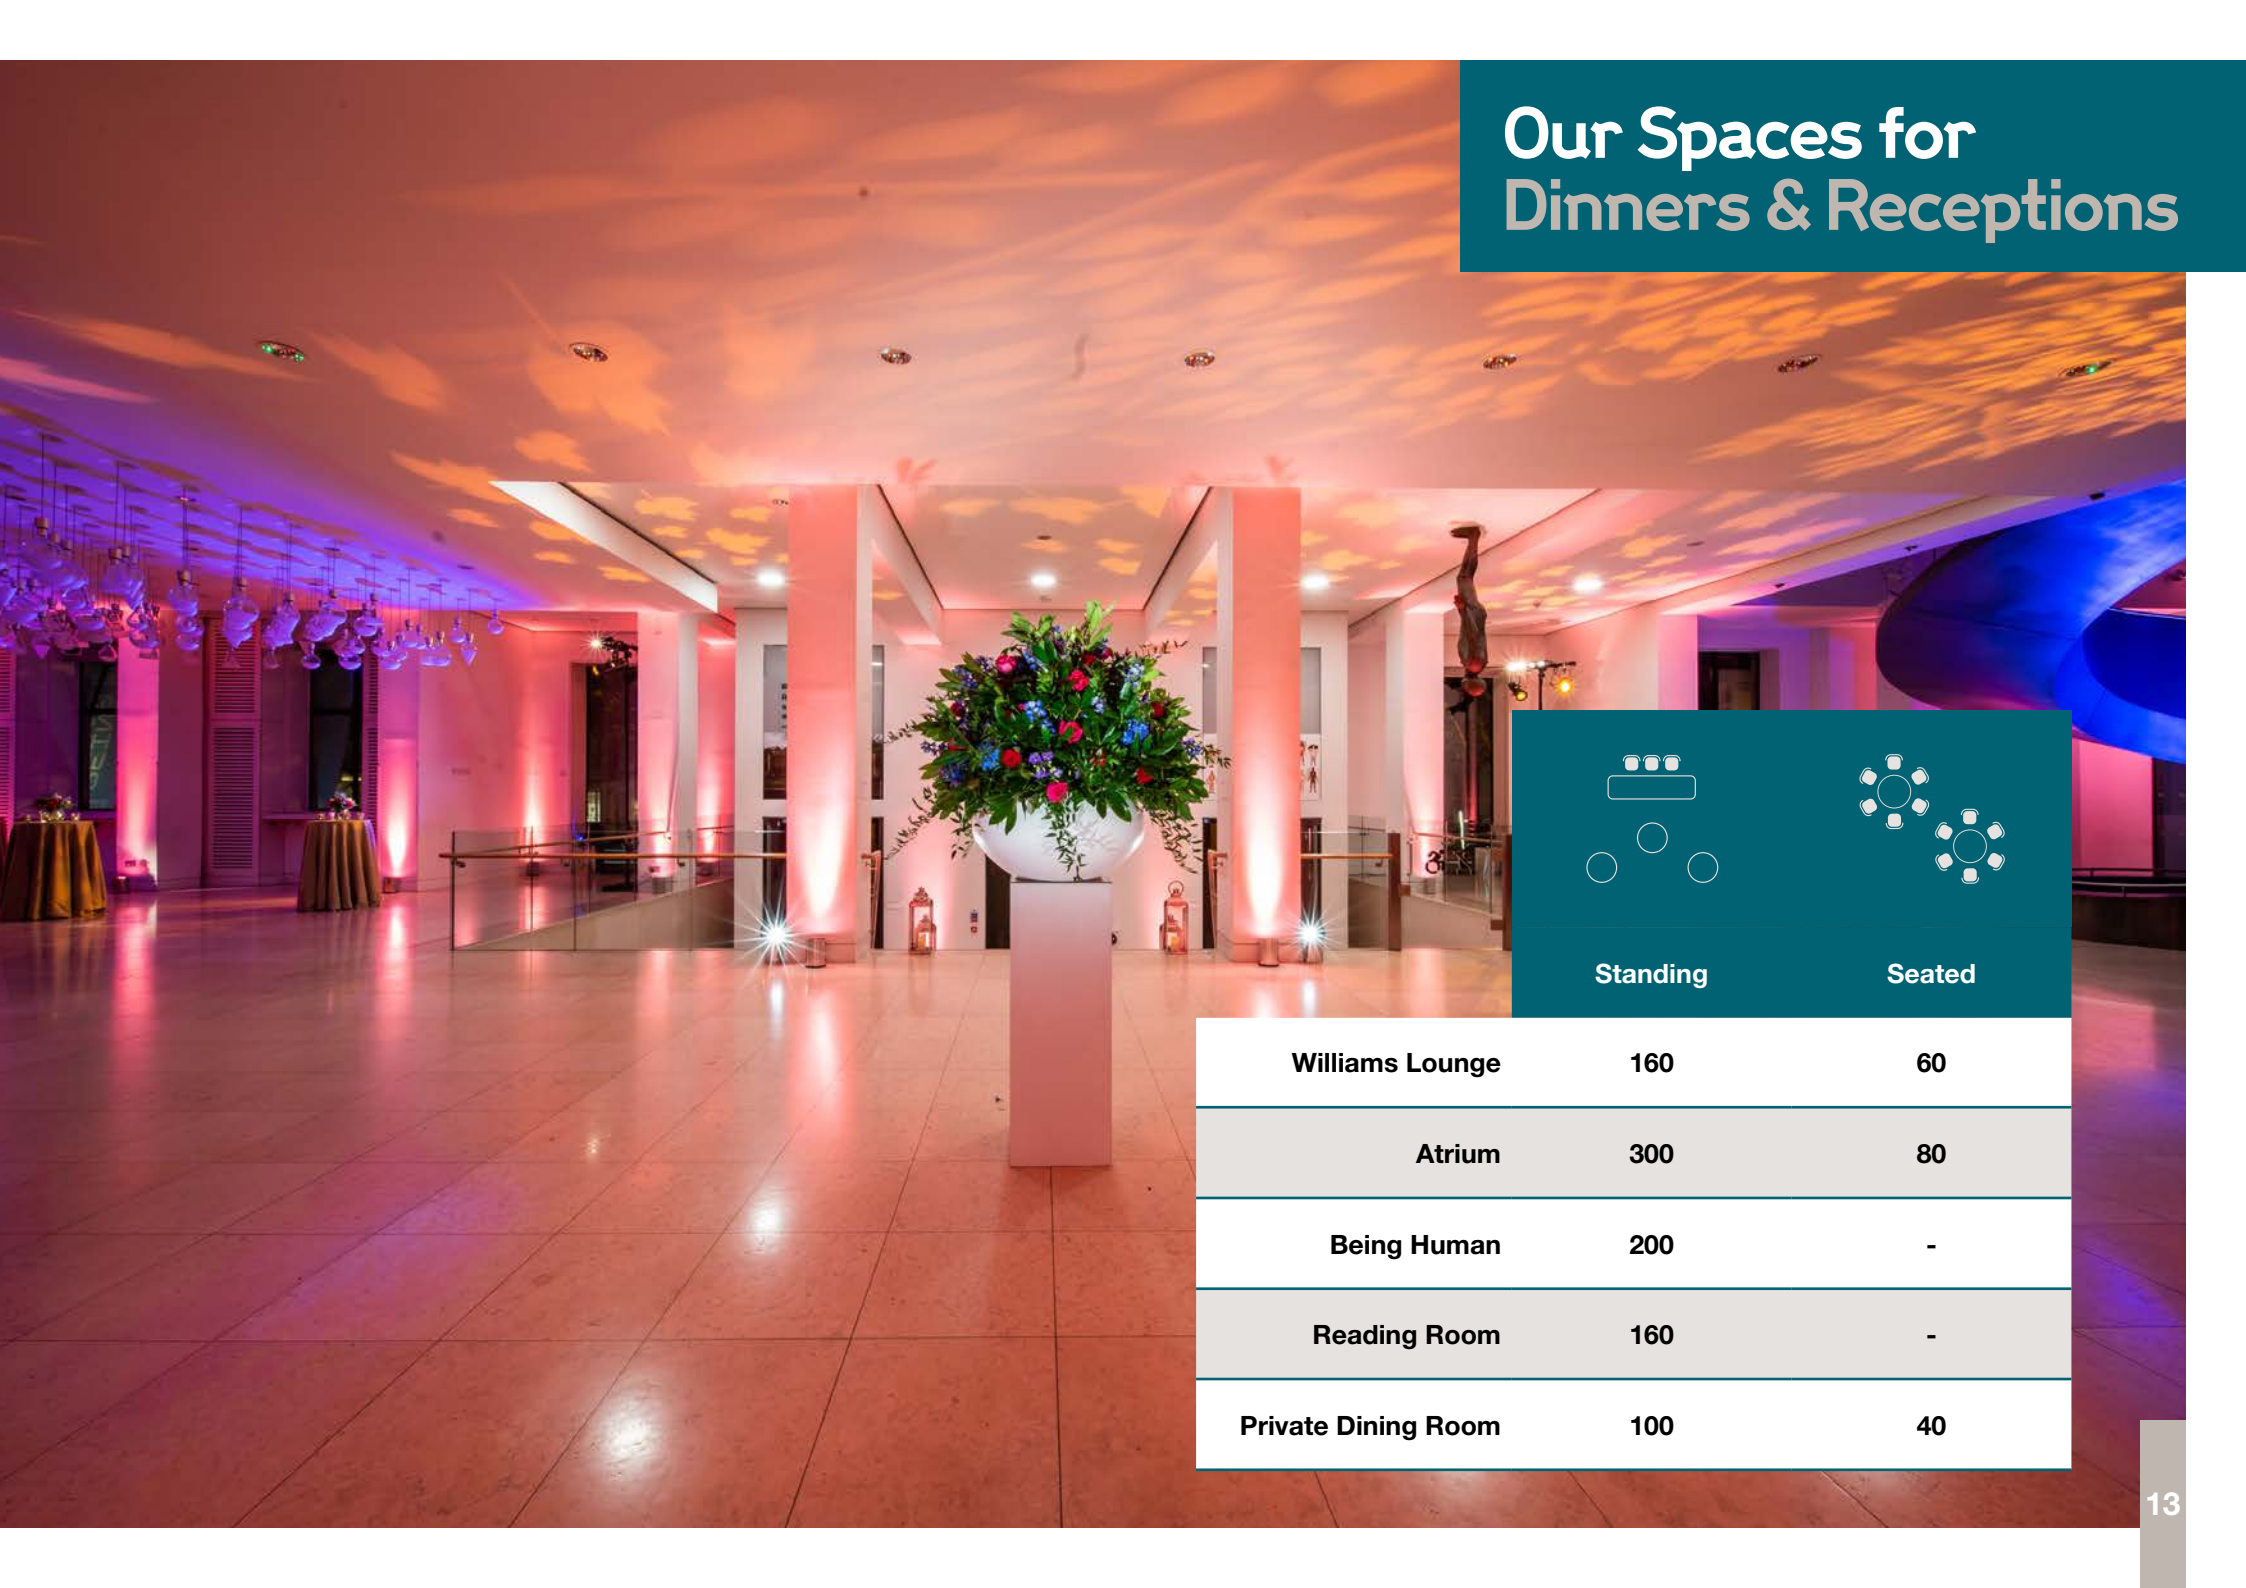 Our Spaces for
Dinners & Receptions
Standing Seated
Williams Lounge 160 60
Atrium 300 80
Being Human 200 -
Reading Room 160 -
Private Dining Room 100 40
13